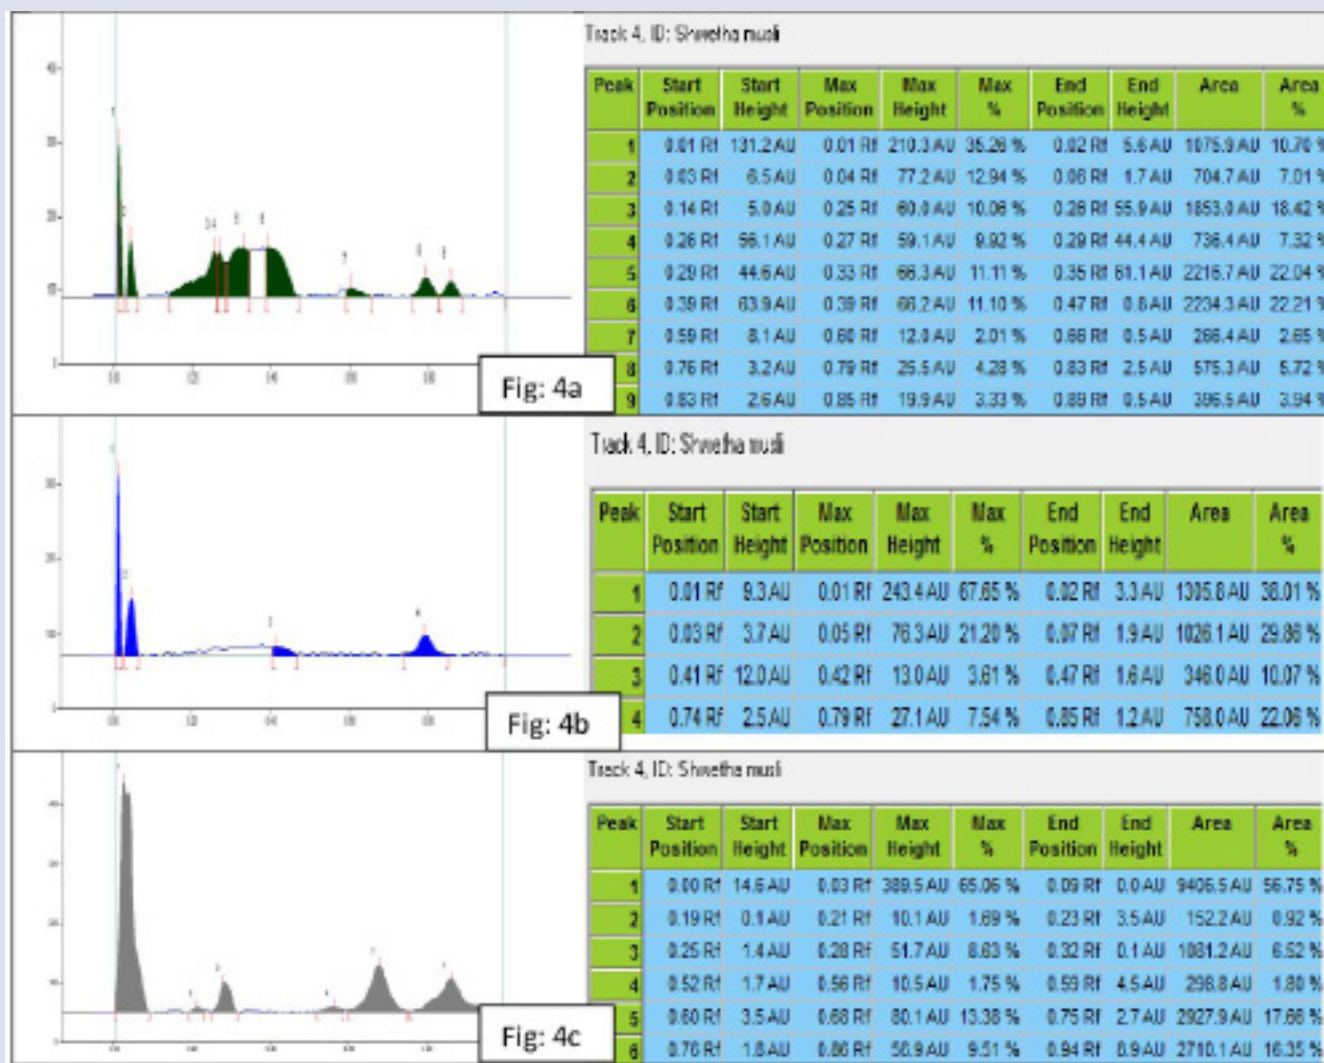 Track 4, ID: Shwetha musli
Peak Start Position Start Height Max Position Max Height Max % End Position End Height Area Area %
1 0.01 Rf 131.2 AU 0.01 Rf 210.3 AU 35.26 % 0.02 Rf 5.6 AU 1075.9 AU 10.70 %
2 0.03 Rf 6.5 AU 0.04 Rf 77.2 AU 12.94 % 0.06 Rf 1.7 AU 704.7 AU 7.01 %
3 0.14 Rf 5.0 AU 0.25 Rf 60.0 AU 10.06 % 0.26 Rf 55.9 AU 1853.0 AU 18.42 %
4 0.26 Rf 56.1 AU 0.27 Rf 59.1 AU 9.92 % 0.29 Rf 44.4 AU 736.4 AU 7.32 %
5 0.29 Rf 44.6 AU 0.33 Rf 66.3 AU 11.11 % 0.35 Rf 61.1 AU 2216.7 AU 22.04 %
6 0.39 Rf 63.9 AU 0.39 Rf 66.2 AU 11.10 % 0.47 Rf 0.8 AU 2234.3 AU 22.21 %
7 0.59 Rf 8.1 AU 0.60 Rf 12.0 AU 2.01 % 0.66 Rf 0.5 AU 266.4 AU 2.65 %
8 0.76 Rf 3.2 AU 0.79 Rf 25.5 AU 4.28 % 0.83 Rf 2.5 AU 575.3 AU 5.72 %
9 0.83 Rf 2.6 AU 0.85 Rf 19.9 AU 3.33 % 0.89 Rf 0.5 AU 396.5 AU 3.94 %
Fig: 4a
Track 4, ID: Shwetha musli
Peak Start Position Start Height Max Position Max Height Max % End Position End Height Area Area %
1 0.01 Rf 9.3 AU 0.01 Rf 243.4 AU 67.65 % 0.02 Rf 3.3 AU 1305.8 AU 38.01 %
2 0.03 Rf 3.7 AU 0.05 Rf 76.3 AU 21.20 % 0.07 Rf 1.9 AU 1026.1 AU 29.86 %
3 0.41 Rf 12.0 AU 0.42 Rf 13.0 AU 3.61 % 0.47 Rf 1.6 AU 346.0 AU 10.07 %
4 0.74 Rf 2.5 AU 0.79 Rf 27.1 AU 7.54 % 0.85 Rf 1.2 AU 758.0 AU 22.06 %
Fig: 4b
Track 4, ID: Shwetha musli
Peak Start Position Start Height Max Position Max Height Max % End Position End Height Area Area %
1 0.00 Rf 14.6 AU 0.03 Rf 389.5 AU 65.06 % 0.09 Rf 0.0 AU 9406.5 AU 56.75 %
2 0.19 Rf 0.1 AU 0.21 Rf 10.1 AU 1.69 % 0.23 Rf 3.5 AU 152.2 AU 0.92 %
3 0.25 Rf 1.4 AU 0.28 Rf 51.7 AU 8.63 % 0.32 Rf 0.1 AU 1081.2 AU 6.52 %
4 0.52 Rf 1.7 AU 0.56 Rf 10.5 AU 1.75 % 0.59 Rf 4.5 AU 298.8 AU 1.80 %
5 0.60 Rf 3.5 AU 0.68 Rf 80.1 AU 13.38 % 0.75 Rf 2.7 AU 2927.9 AU 17.66 %
6 0.76 Rf 1.8 AU 0.86 Rf 56.9 AU 9.51 % 0.94 Rf 8.9 AU 2710.1 AU 16.35 %
Fig: 4c